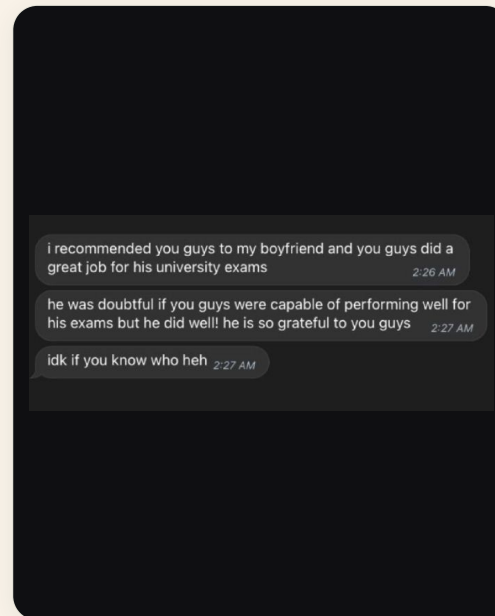 i recommended you guys to my boyfriend and you guys did a
great job for his university exams
2:26 AM
he was doubtful if you guys were capable of performing well for
his exams but he did well! he is so grateful to you guys
2:27 AM
idk if you know who heh
2:27 AM